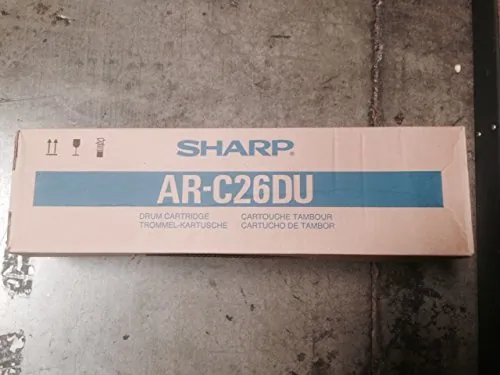 SHARP®
AR-C26DU
DRUM CARTRIDGE CARTOUCHE TAMBOUR
TROMMEL-KARTUSCHE CARTUCHO DE TAMBOR